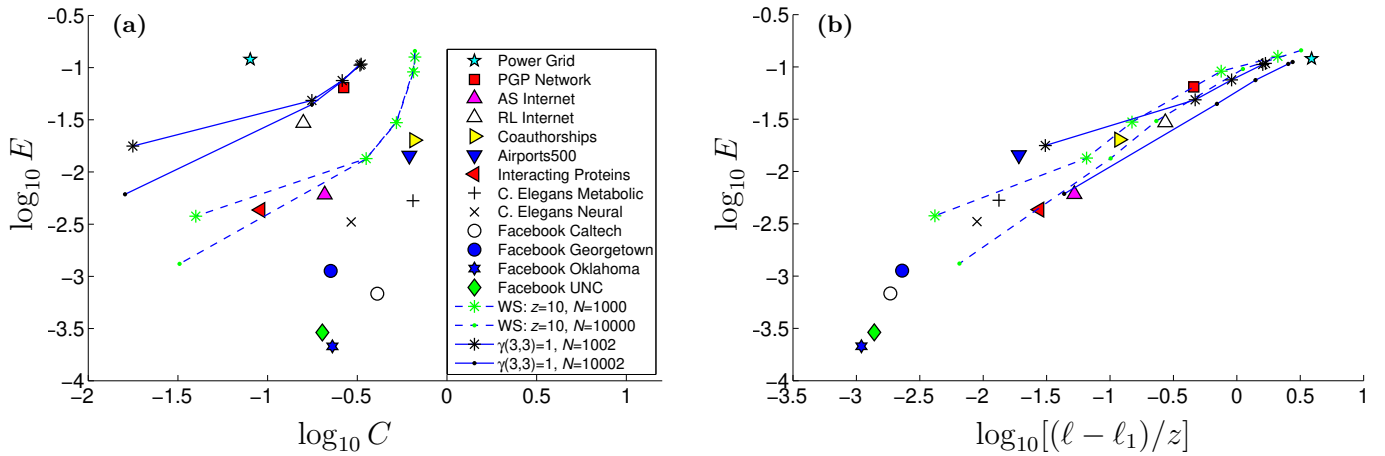 (a)
−0.5
−1
−1.5
−2
−2.5
−3
−3.5
−4
log₁₀ E
−2
−1.5
−1
−0.5
0
0.5
1
log₁₀ C
Power Grid
PGP Network
AS Internet
RL Internet
Coauthorships
Airports500
Interacting Proteins
C. Elegans Metabolic
C. Elegans Neural
Facebook Caltech
Facebook Georgetown
Facebook Oklahoma
Facebook UNC
WS: z=10, N=1000
WS: z=10, N=10000
γ(3,3)=1, N=1002
γ(3,3)=1, N=10002
(b)
−0.5
−1
−1.5
−2
−2.5
−3
−3.5
−4
log₁₀ E
−3.5
−3
−2.5
−2
−1.5
−1
−0.5
0
0.5
1
log₁₀[(ℓ − ℓ₁)/z]